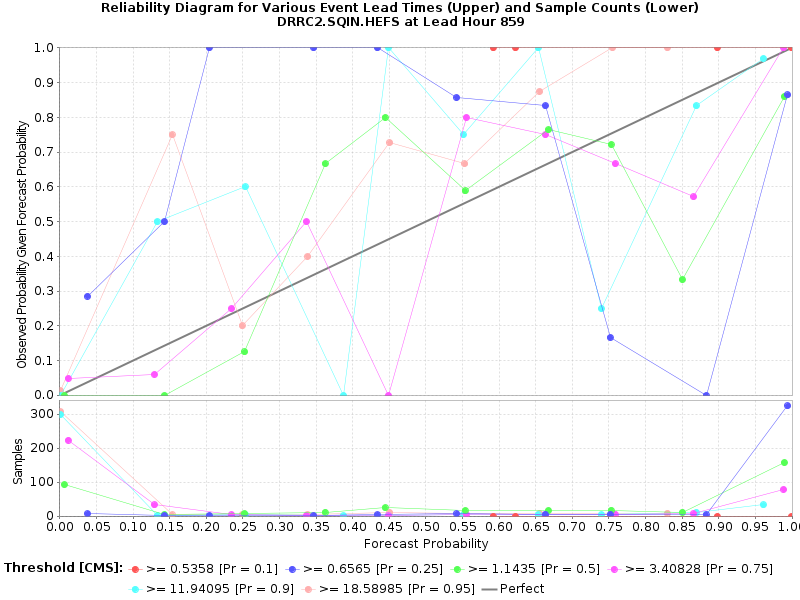 Reliability Diagram for Various Event Lead Times (Upper) and Sample Counts (Lower)
DRRC2.SQIN.HEFS at Lead Hour 859
Observed Probability Given Forecast Probability
1.0
0.9
0.8
0.7
0.6
0.5
0.4
0.3
0.2
0.1
0.0
Samples
300
200
100
0
0.00 0.05 0.10 0.15 0.20 0.25 0.30 0.35 0.40 0.45 0.50 0.55 0.60 0.65 0.70 0.75 0.80 0.85 0.90 0.95 1.0
Forecast Probability
Threshold [CMS]: >= 0.5358 [Pr = 0.1] >= 0.6565 [Pr = 0.25] >= 1.1435 [Pr = 0.5] >= 3.40828 [Pr = 0.75]
>= 11.94095 [Pr = 0.9] >= 18.58985 [Pr = 0.95] Perfect